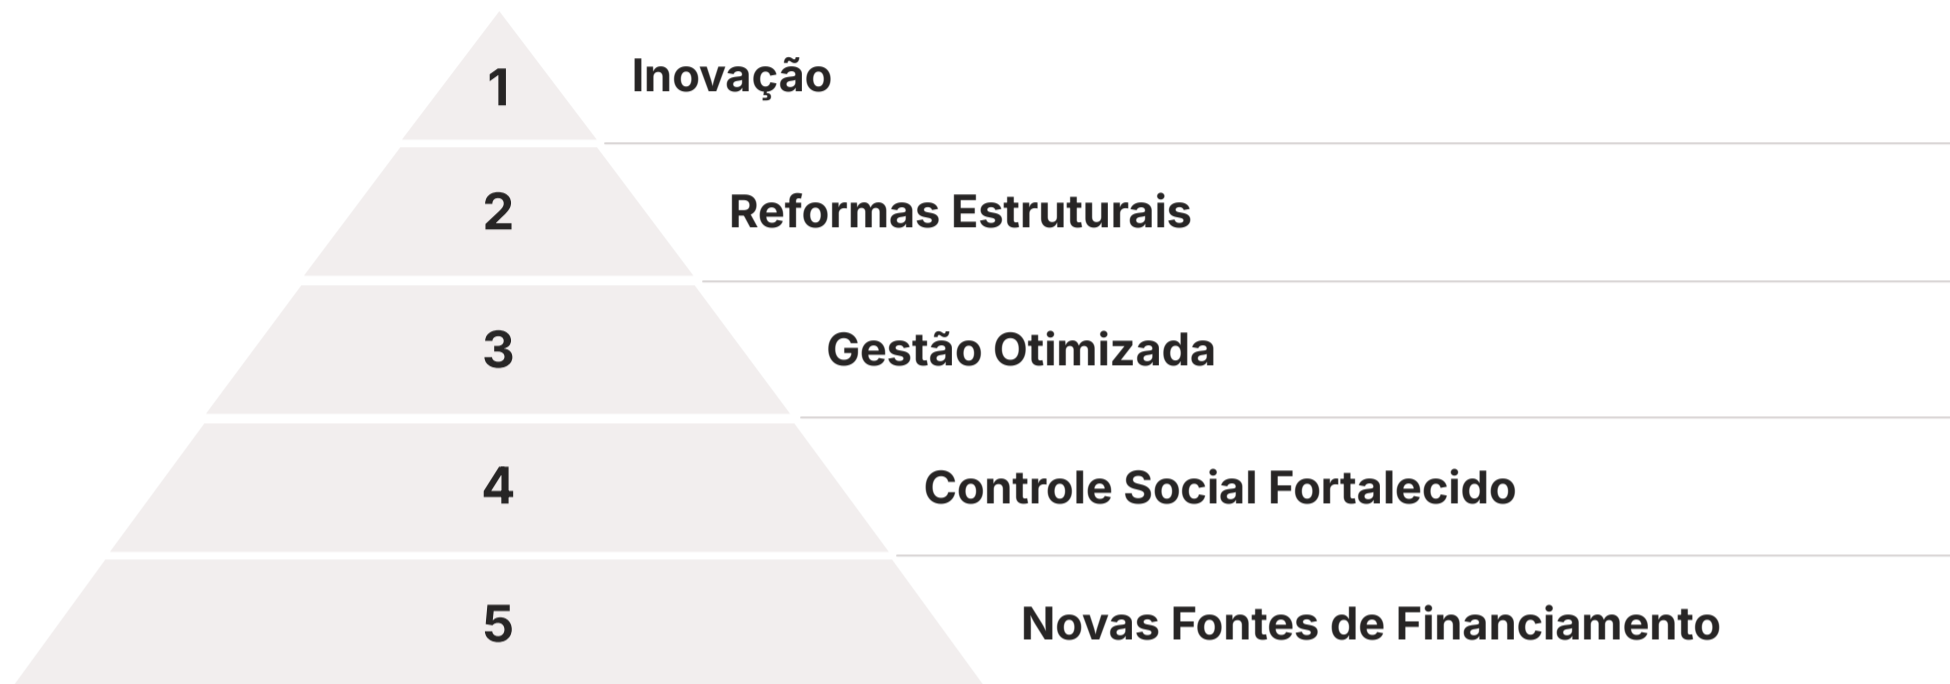 1
Inovação
2
Reformas Estruturais
3
Gestão Otimizada
4
Controle Social Fortalecido
5
Novas Fontes de Financiamento